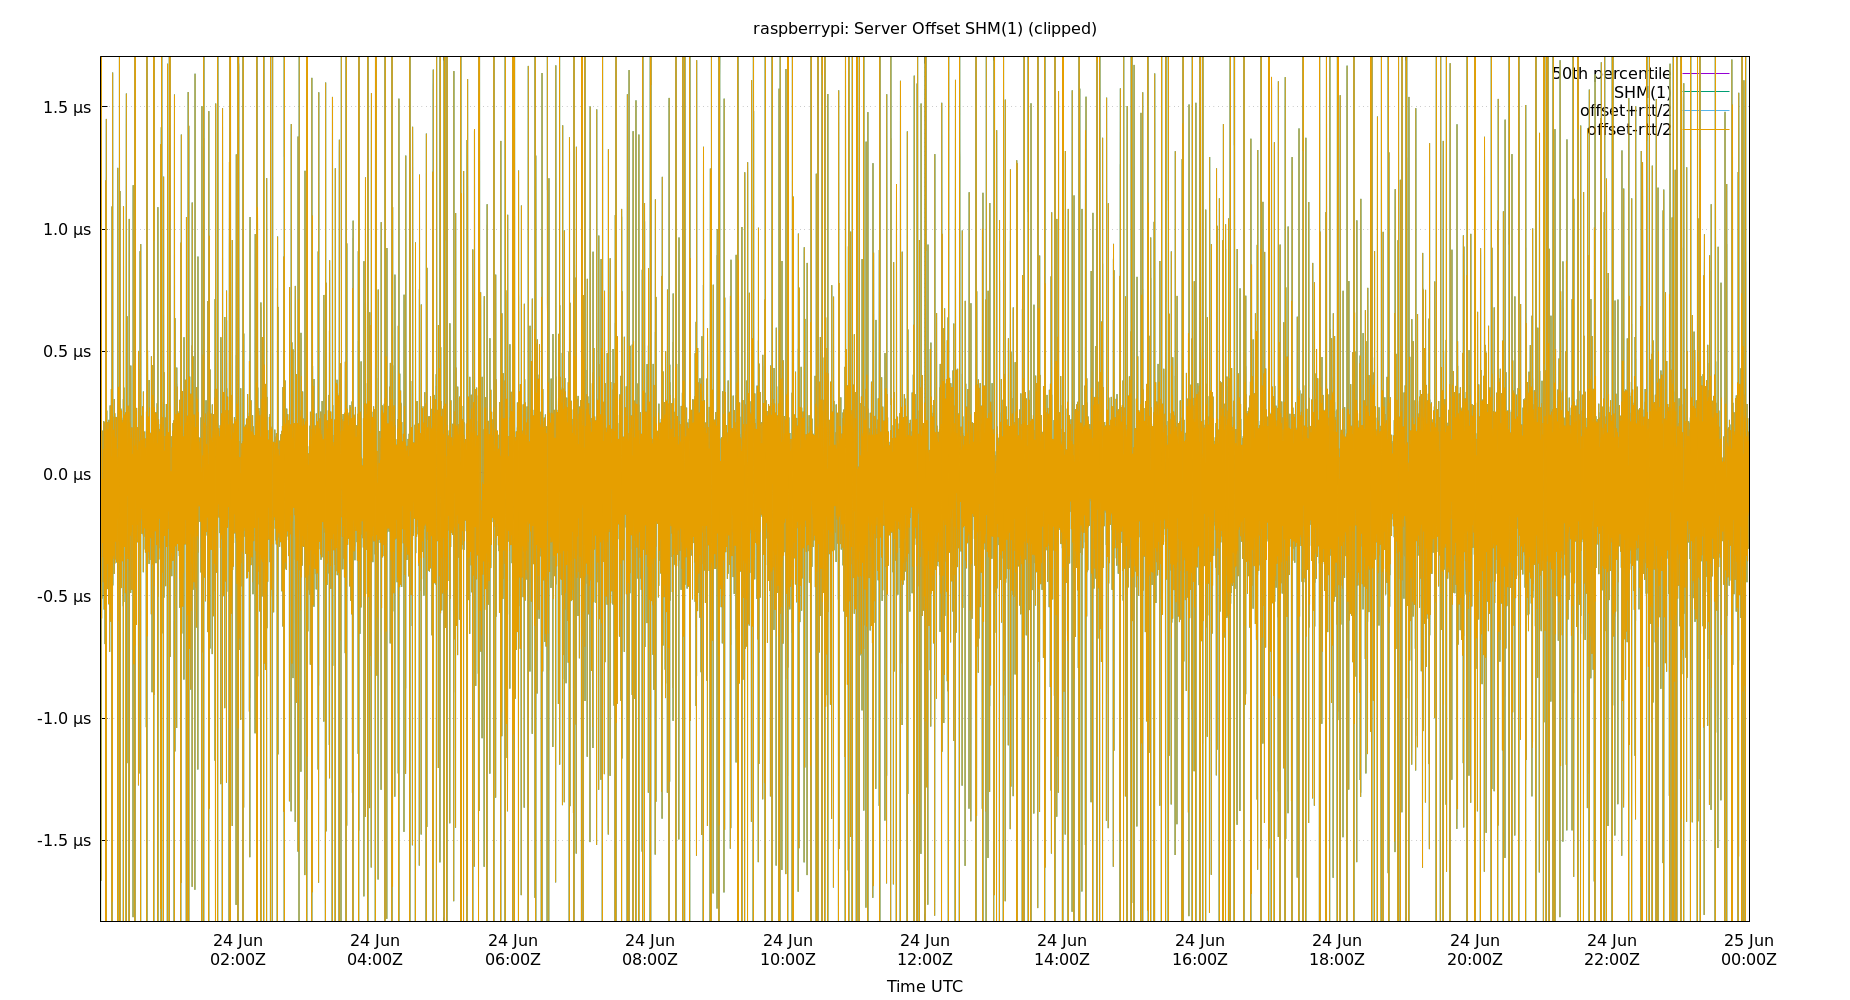 raspberrypi: Server Offset SHM(1) (clipped)
50th percentile
SHM(1)
offset+rtt/2
offset-rtt/2
1.5 µs
1.0 µs
0.5 µs
0.0 µs
-0.5 µs
-1.0 µs
-1.5 µs
24 Jun 24 Jun 24 Jun 24 Jun 24 Jun 24 Jun 24 Jun 24 Jun 24 Jun 24 Jun 24 Jun 25 Jun
02:00Z 04:00Z 06:00Z 08:00Z 10:00Z 12:00Z 14:00Z 16:00Z 18:00Z 20:00Z 22:00Z 00:00Z
Time UTC